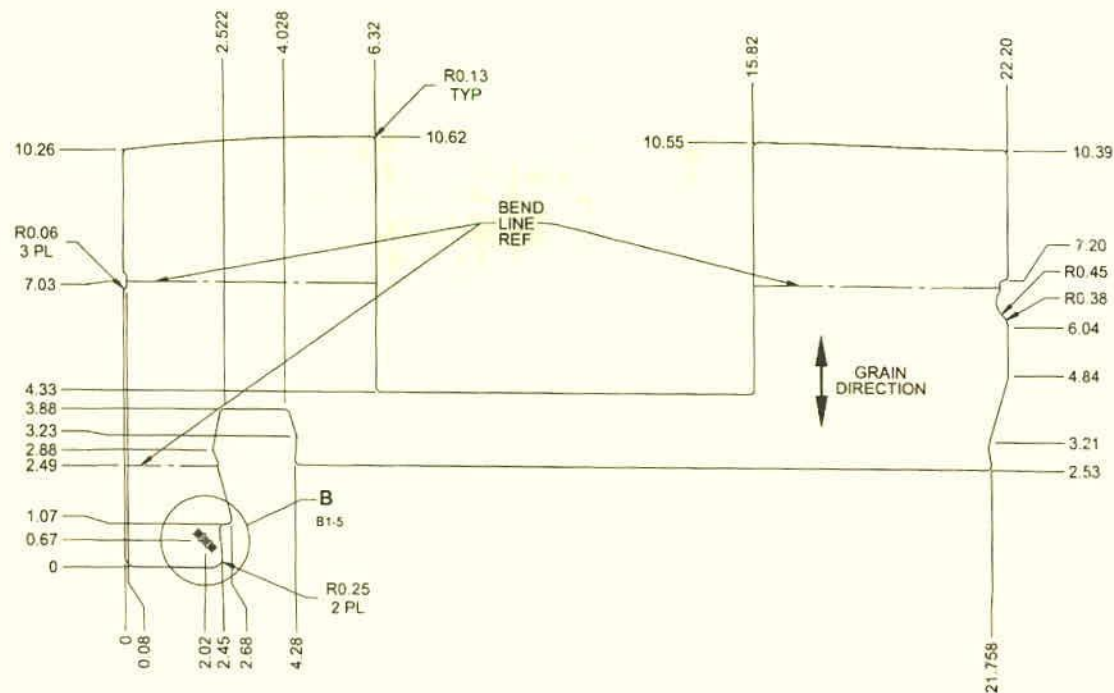 2.522
4.028
6.32
15.82
22.20
R0.13
TYP
10.26
10.62
10.55
10.39
BEND
LINE
REF
R0.06
3 PL
7.03
7.20
R0.45
R0.38
6.04
GRAIN
DIRECTION
4.84
4.33
3.88
3.23
2.88
2.49
3.21
2.53
B
B1-5
1.07
0.67
0
R0.25
2 PL
0
0.08
2.02
2.45
2.68
4.28
21.758